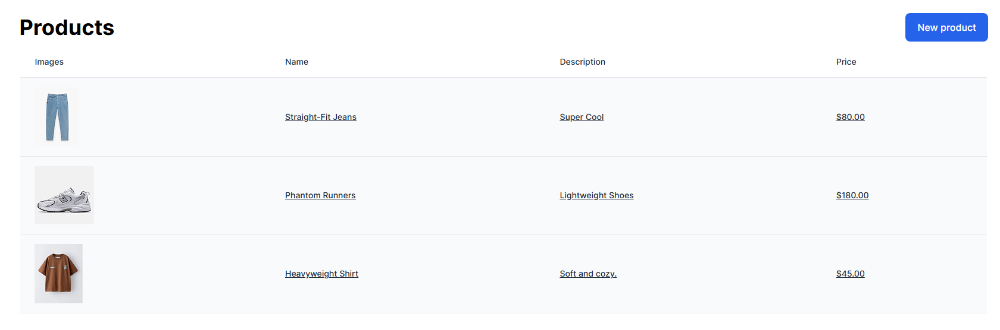 Products
New product
Images Name Description Price
Straight-Fit Jeans Super Cool $80.00
N
Phantom Runners Lightweight Shoes $180.00
Heavyweight Shirt Soft and cozy. $45.00